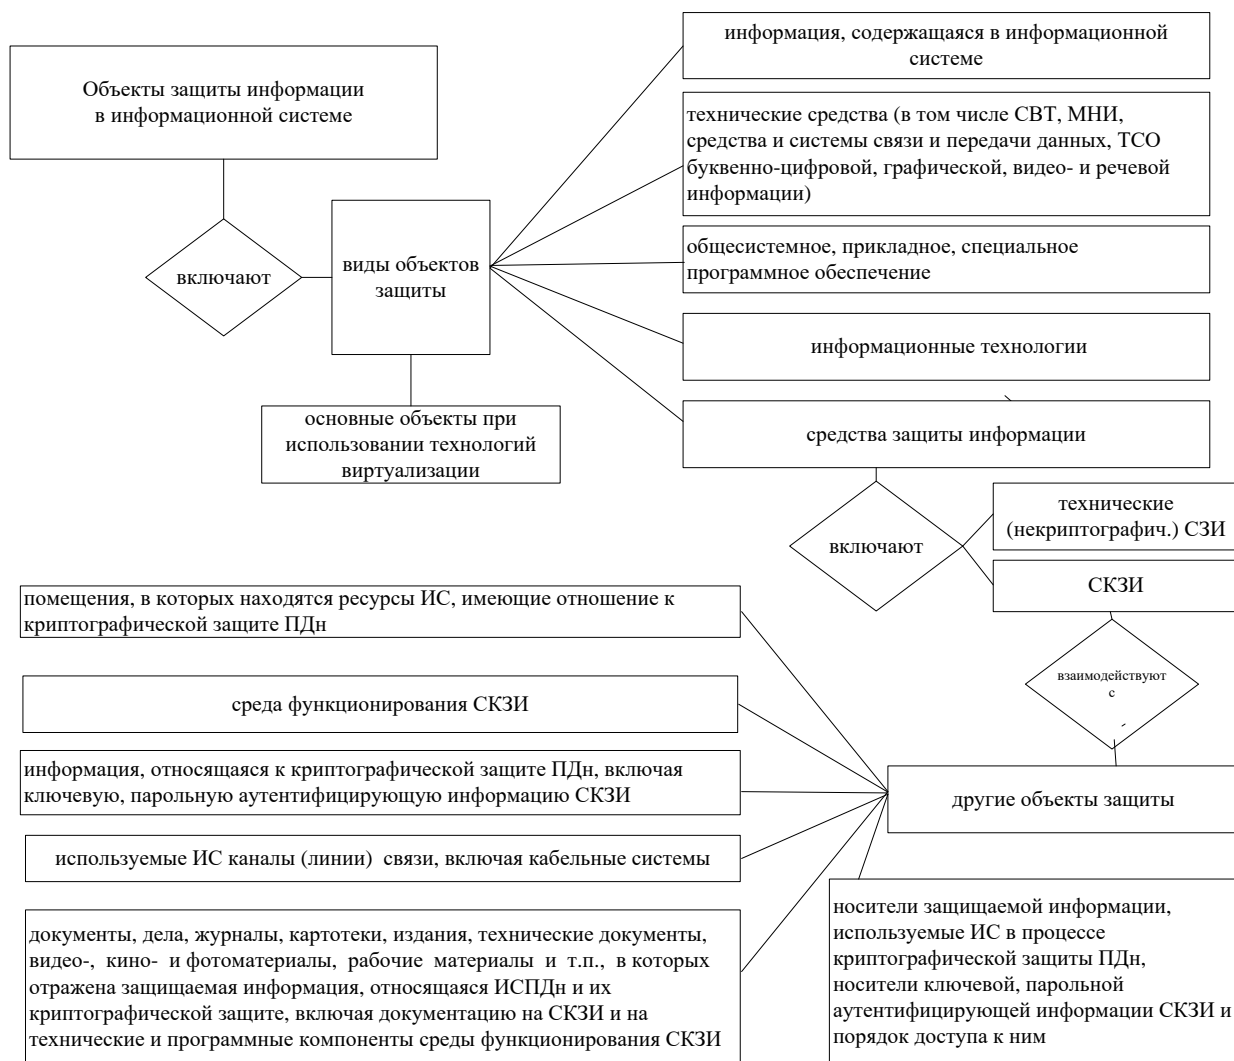 Объекты защиты информации
в информационной системе
включают
виды объектов
защиты
основные объекты при
использовании технологий
виртуализации
информация, содержащаяся в информационной
системе
технические средства (в том числе СВТ, МНИ,
средства и системы связи и передачи данных, ТСО
буквенно-цифровой, графической, видео- и речевой
информации)
общесистемное, прикладное, специальное
программное обеспечение
информационные технологии
средства защиты информации
включают
технические
(некриптографич.) СЗИ
СКЗИ
взаимодействуют
с
-
другие объекты защиты
помещения, в которых находятся ресурсы ИС, имеющие отношение к
криптографической защите ПДн
среда функционирования СКЗИ
информация, относящаяся к криптографической защите ПДн, включая
ключевую, парольную аутентифицирующую информацию СКЗИ
используемые ИС каналы (линии) связи, включая кабельные системы
документы, дела, журналы, картотеки, издания, технические документы,
видео-, кино- и фотоматериалы, рабочие материалы и т.п., в которых
отражена защищаемая информация, относящаяся ИСПДн и их
криптографической защите, включая документацию на СКЗИ и на
технические и программные компоненты среды функционирования СКЗИ
носители защищаемой информации,
используемые ИС в процессе
криптографической защиты ПДн,
носители ключевой, парольной
аутентифицирующей информации СКЗИ и
порядок доступа к ним